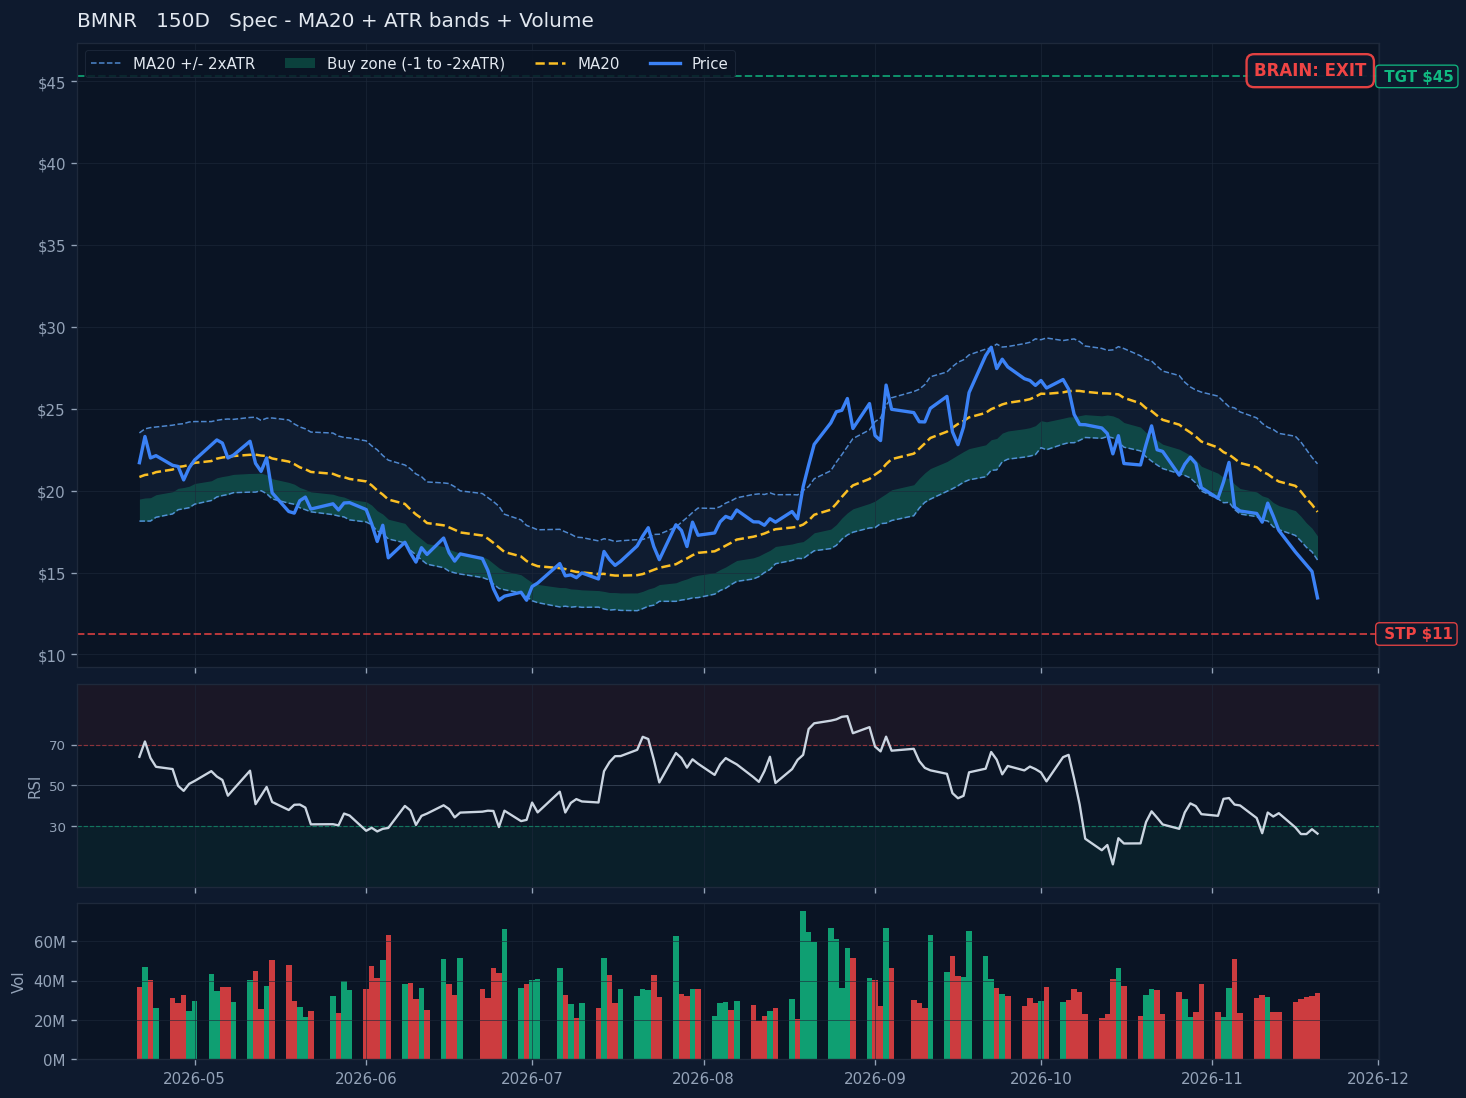 BMNR 150D Spec - MA20 + ATR bands + Volume
MA20 +/- 2xATR Buy zone (-1 to -2xATR) MA20 Price
BRAIN: EXIT
TGT $45
$45
$40
$35
$30
$25
$20
$15
STP $11
$10
70
50
30
RSI
60M
40M
20M
0M
Vol
2026-05 2026-06 2026-07 2026-08 2026-09 2026-10 2026-11 2026-12